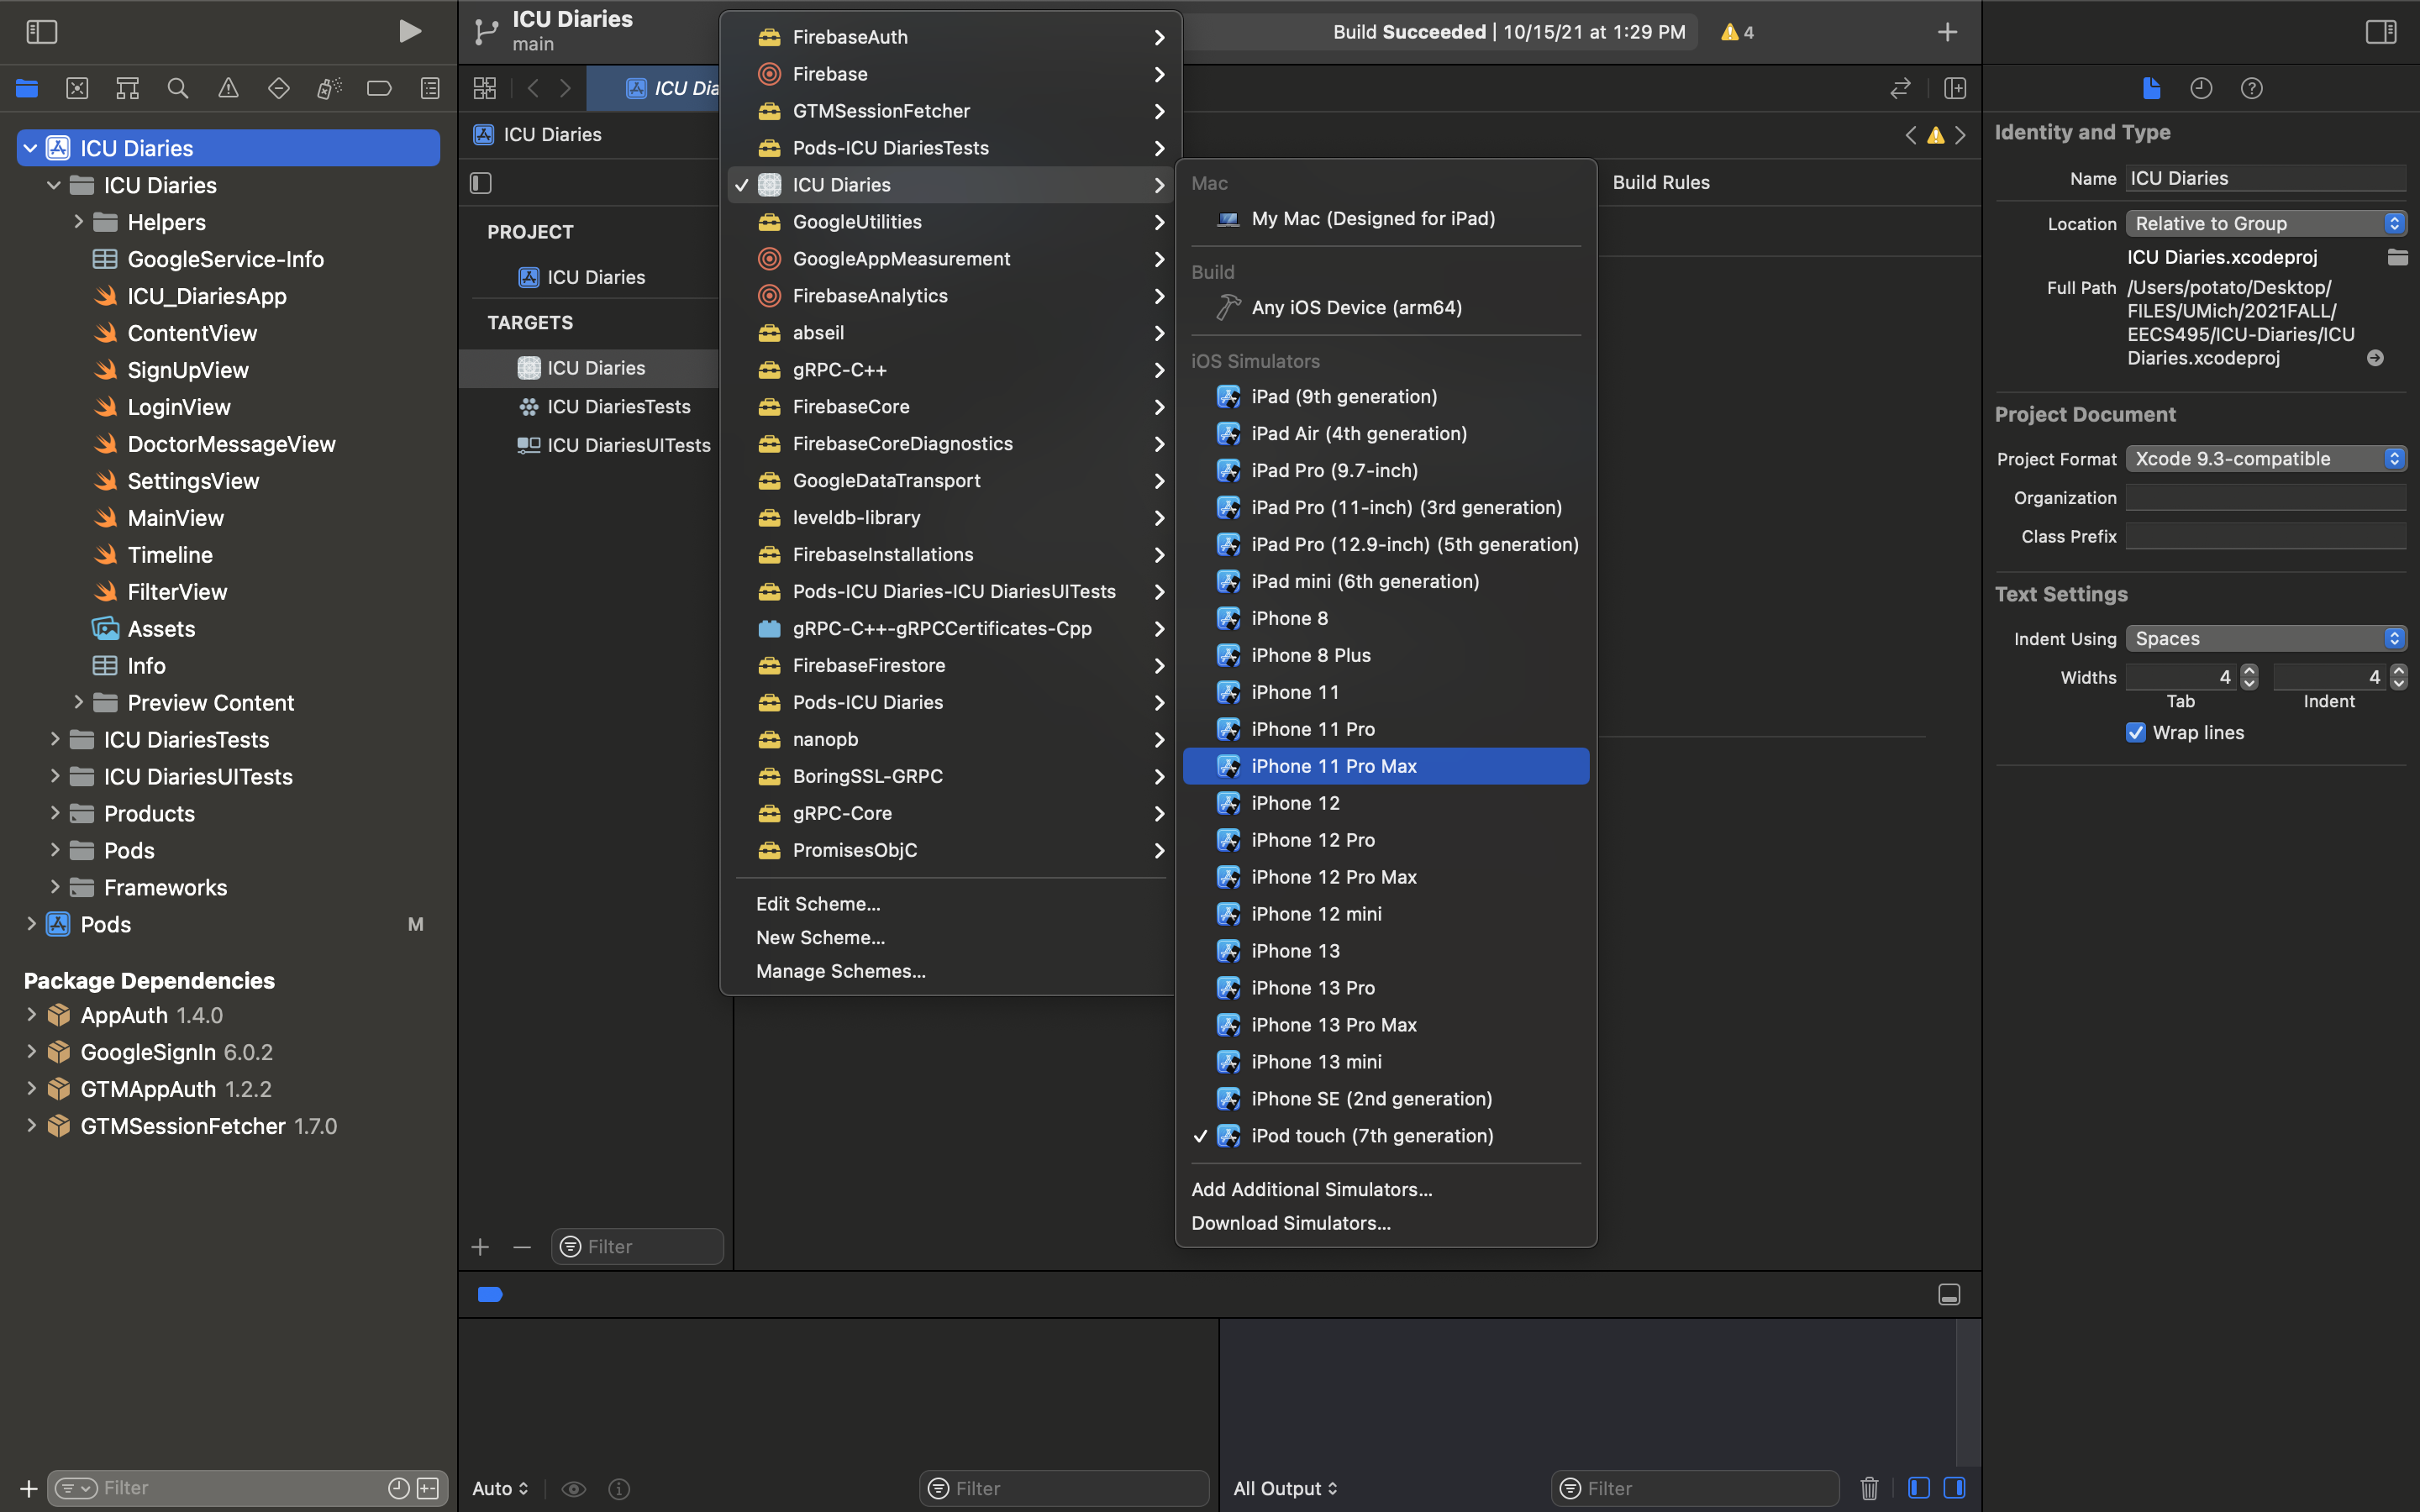 ICU Diaries
main
Build Succeeded | 10/15/21 at 1:29 PM
4
ICU Diaries
ICU Diaries
Helpers
GoogleService-Info
ICU_DiariesApp
ContentView
SignUpView
LoginView
DoctorMessageView
SettingsView
MainView
Timeline
FilterView
Assets
Info
Preview Content
ICU DiariesTests
ICU DiariesUITests
Products
Pods
Frameworks
Pods
M
Package Dependencies
AppAuth 1.4.0
GoogleSignIn 6.0.2
GTMAppAuth 1.2.2
GTMSessionFetcher 1.7.0
Filter
ICU Dia
ICU Diaries
PROJECT
ICU Diaries
TARGETS
ICU Diaries
ICU DiariesTests
ICU DiariesUITests
Filter
FirebaseAuth
Firebase
GTMSessionFetcher
Pods-ICU DiariesTests
ICU Diaries
GoogleUtilities
GoogleAppMeasurement
FirebaseAnalytics
abseil
gRPC-C++
FirebaseCore
FirebaseCoreDiagnostics
GoogleDataTransport
leveldb-library
FirebaseInstallations
Pods-ICU Diaries-ICU DiariesUITests
gRPC-C++-gRPCCertificates-Cpp
FirebaseFirestore
Pods-ICU Diaries
nanopb
BoringSSL-GRPC
gRPC-Core
PromisesObjC
Edit Scheme...
New Scheme...
Manage Schemes...
Mac
My Mac (Designed for iPad)
Build
Any iOS Device (arm64)
iOS Simulators
iPad (9th generation)
iPad Air (4th generation)
iPad Pro (9.7-inch)
iPad Pro (11-inch) (3rd generation)
iPad Pro (12.9-inch) (5th generation)
iPad mini (6th generation)
iPhone 8
iPhone 8 Plus
iPhone 11
iPhone 11 Pro
iPhone 11 Pro Max
iPhone 12
iPhone 12 Pro
iPhone 12 Pro Max
iPhone 12 mini
iPhone 13
iPhone 13 Pro
iPhone 13 Pro Max
iPhone 13 mini
iPhone SE (2nd generation)
iPod touch (7th generation)
Add Additional Simulators...
Download Simulators...
Build Rules
Auto
Filter
All Output
Filter
Identity and Type
Name ICU Diaries
Location Relative to Group
ICU Diaries.xcodeproj
Full Path /Users/potato/Desktop/
FILES/UMich/2021FALL/
EECS495/ICU-Diaries/ICU
Diaries.xcodeproj
Project Document
Project Format Xcode 9.3-compatible
Organization
Class Prefix
Text Settings
Indent Using Spaces
Widths 4 4
Tab Indent
Wrap lines